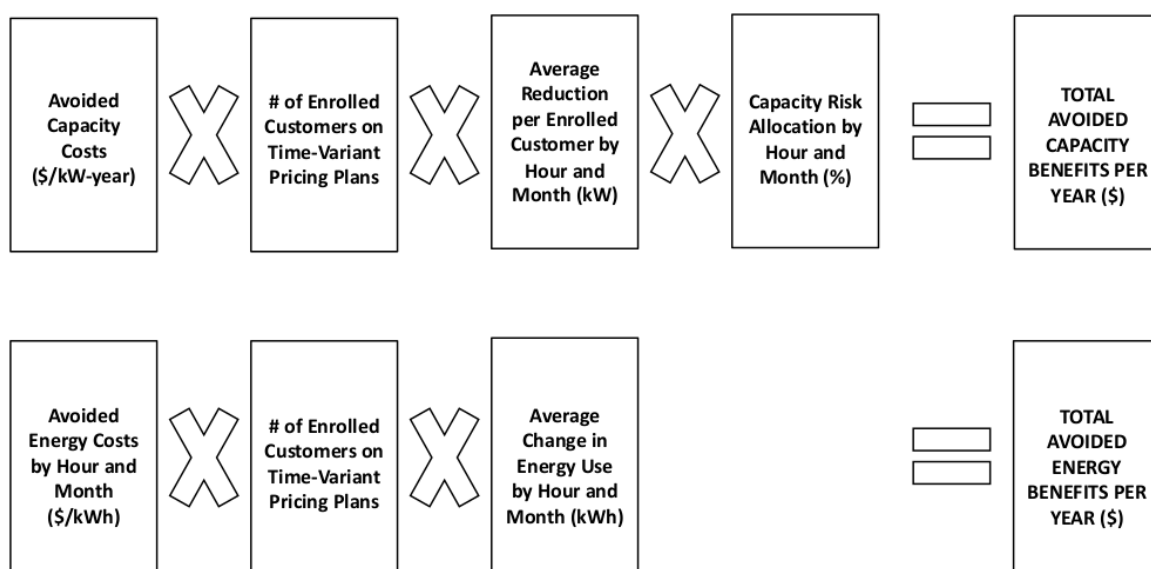 Avoided
Capacity
Costs
($/kW-year)
# of Enrolled
Customers on
Time-Variant
Pricing Plans
Average
Reduction
per Enrolled
Customer by
Hour and
Month (kW)
Capacity Risk
Allocation by
Hour and
Month (%)
TOTAL
AVOIDED
CAPACITY
BENEFITS PER
YEAR ($)
Avoided
Energy Costs
by Hour and
Month
($/kWh)
# of Enrolled
Customers on
Time-Variant
Pricing Plans
Average
Change in
Energy Use
by Hour and
Month (kWh)
TOTAL
AVOIDED
ENERGY
BENEFITS PER
YEAR ($)